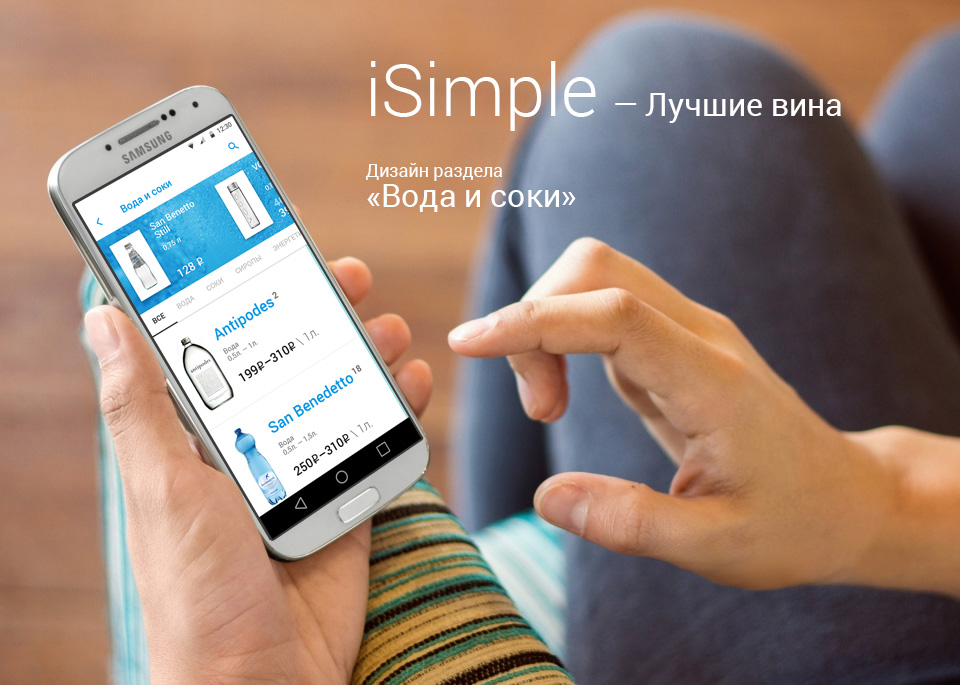 iSimple — Лучшие вина
Дизайн раздела
«Вода и соки»
SAMSUNG
12:30
Вода и соки
San Benetto
Still
0,75 л
128 ₽
ВСЕ ВОДА СОКИ СИРОПЫ ЭНЕРГЕТ
Antipodes 2
Вода
0,5л. – 1л.
199₽–310₽ \ 1л.
antipodes
San Benedetto 18
Вода
0,5л. – 1,5л.
250₽–310₽ \ 1л.